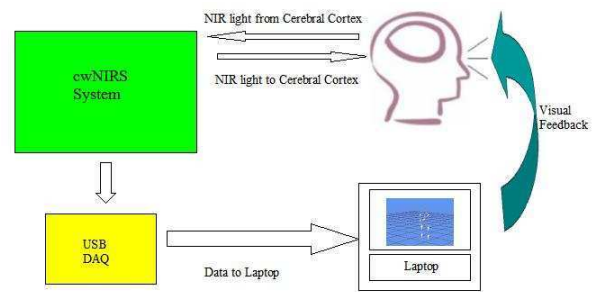 NIR light from Cerebral Cortex
NIR light to Cerebral Cortex
cwNIRS
System
Visual
Feedback
USB
DAQ
Data to Laptop
Laptop